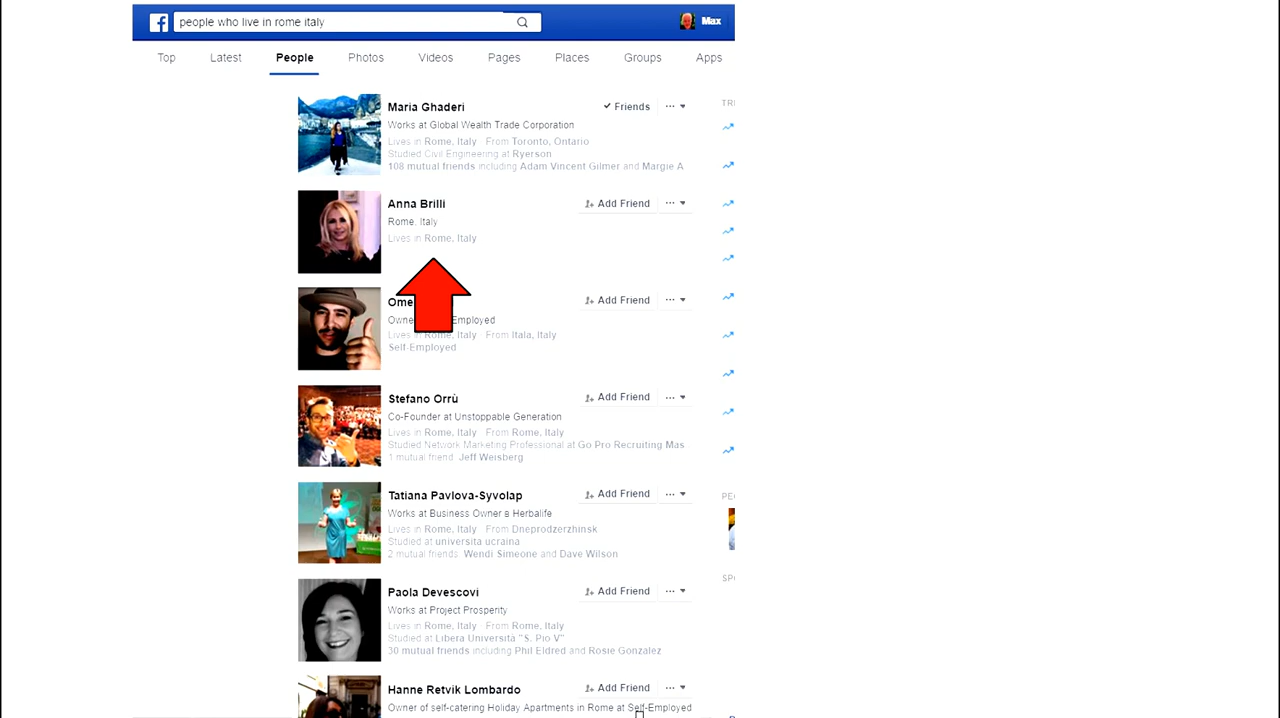 people who live in rome italy
Max
Top Latest People Photos Videos Pages Places Groups Apps
Maria Ghaderi
Friends
Works at Global Wealth Trade Corporation
Lives in Rome, Italy · From Toronto, Ontario
Studied Civil Engineering at Ryerson
108 mutual friends including Adam Vincent Gilmer and Margie A
Anna Brilli
Add Friend
Rome, Italy
Lives in Rome, Italy
Add Friend
Lives in Rome, Italy · From Itala, Italy
Self-Employed
Stefano Orrù
Add Friend
Co-Founder at Unstoppable Generation
Lives in Rome, Italy · From Rome, Italy
Studied Network Marketing Professional at Go Pro Recruiting Mas
1 mutual friend: Jeff Weisberg
Tatiana Pavlova-Syvolap
Add Friend
Works at Business Owner в Herbalife
Lives in Rome, Italy · From Dneprodzerzhinsk
Studied at universita ucraina
2 mutual friends: Wendi Simeone and Dave Wilson
Paola Devescovi
Add Friend
Works at Project Prosperity
Lives in Rome, Italy · From Rome, Italy
Studied at Libera Università "S. Pio V"
30 mutual friends including Phil Eldred and Rosie Gonzalez
Hanne Retvik Lombardo
Add Friend
Owner of self-catering Holiday Apartments in Rome at Self-Employed